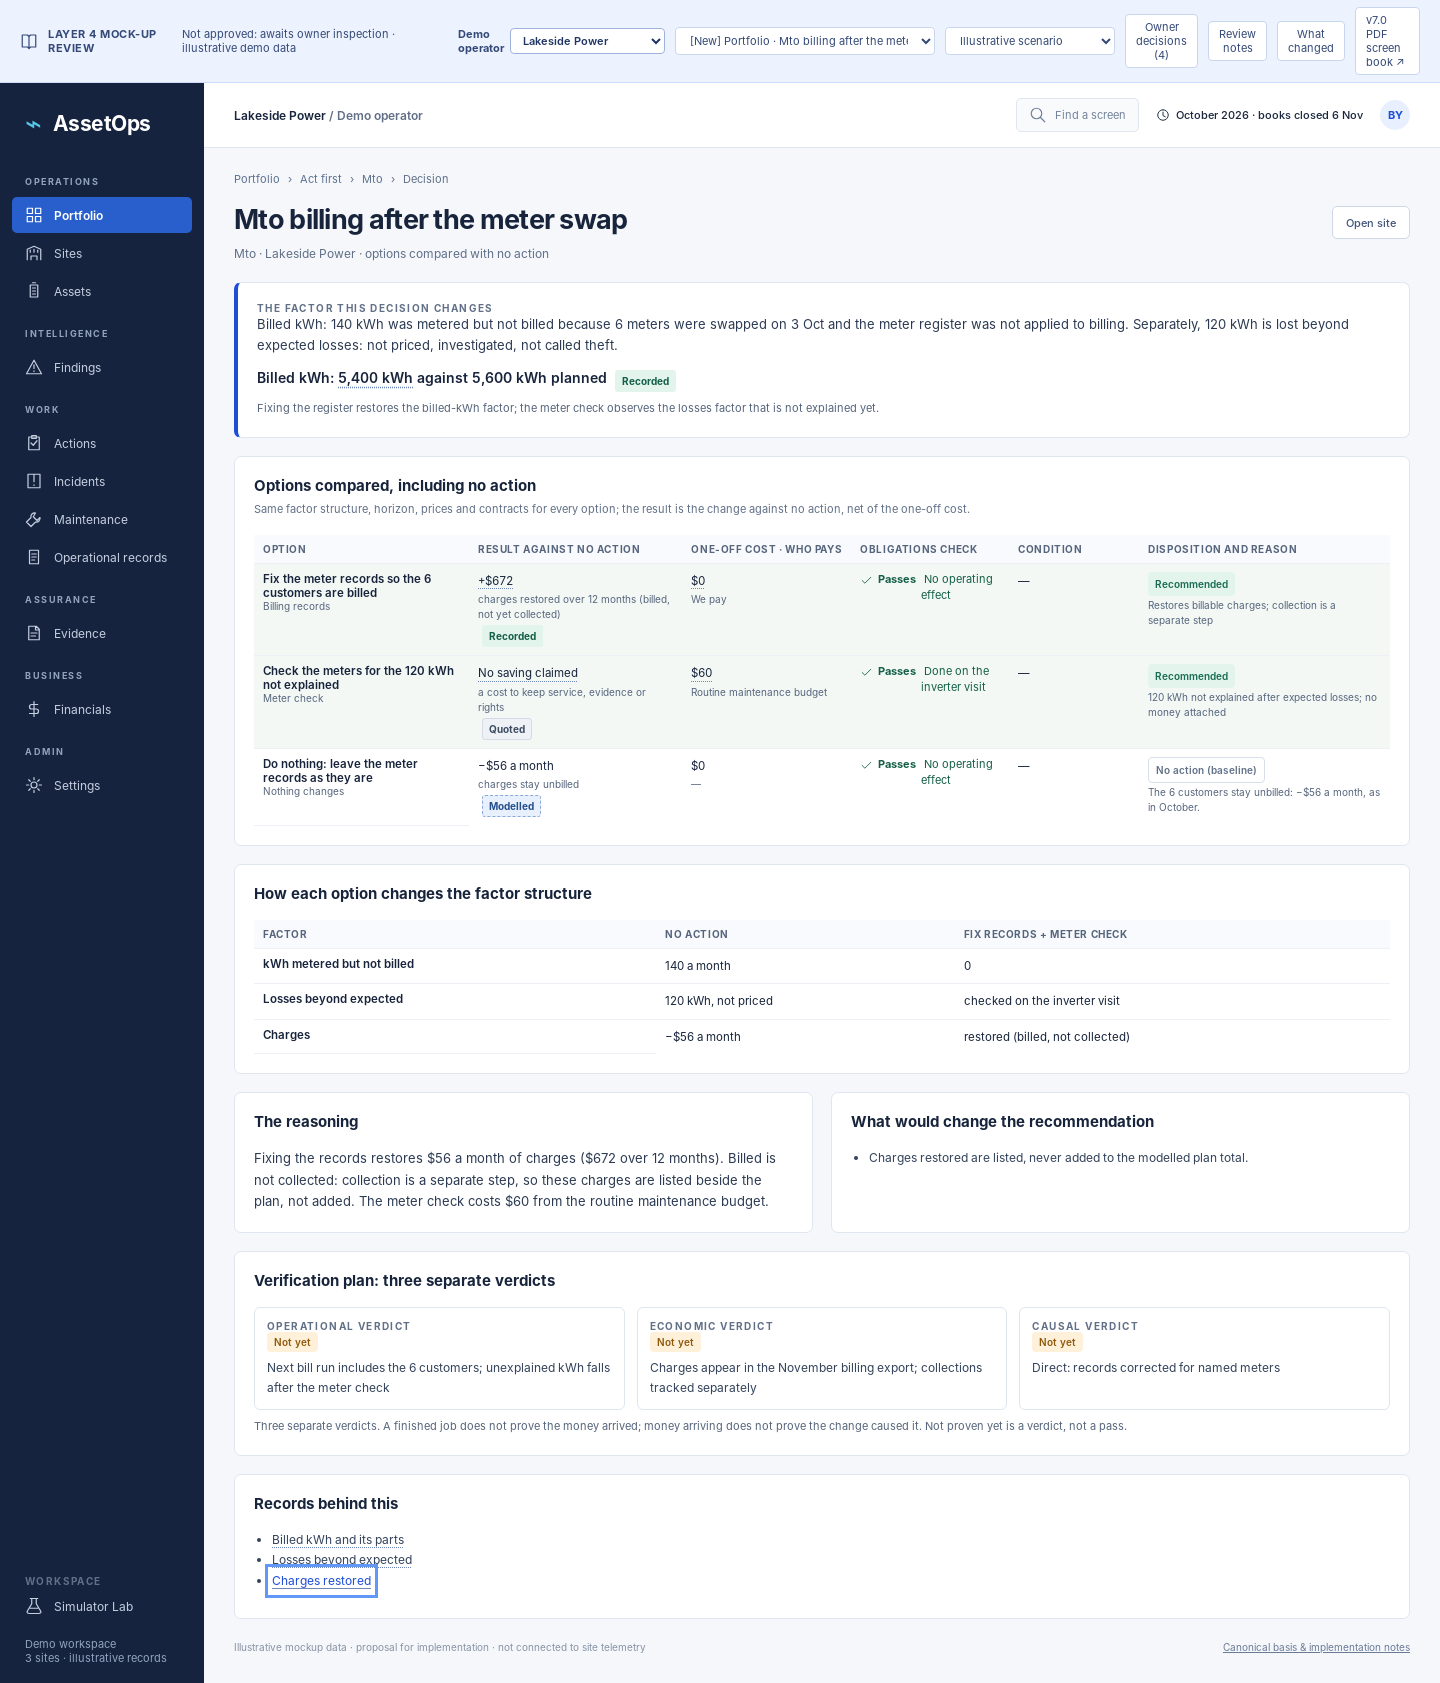 LAYER 4 MOCK-UP
REVIEW
Not approved: awaits owner inspection ·
illustrative demo data
Demo
operator
Lakeside Power
[New] Portfolio · Mto billing after the mete
Illustrative scenario
Owner
decisions
(4)
Review
notes
What
changed
v7.0
PDF
screen
book ↗
AssetOps
OPERATIONS
Portfolio
Sites
Assets
INTELLIGENCE
Findings
WORK
Actions
Incidents
Maintenance
Operational records
ASSURANCE
Evidence
BUSINESS
Financials
ADMIN
Settings
WORKSPACE
Simulator Lab
Demo workspace
3 sites · illustrative records
Lakeside Power / Demo operator
Find a screen
October 2026 · books closed 6 Nov
BY
Portfolio › Act first › Mto › Decision
Mto billing after the meter swap
Open site
Mto · Lakeside Power · options compared with no action
THE FACTOR THIS DECISION CHANGES
Billed kWh: 140 kWh was metered but not billed because 6 meters were swapped on 3 Oct and the meter register was not applied to billing. Separately, 120 kWh is lost beyond
expected losses: not priced, investigated, not called theft.
Billed kWh: 5,400 kWh against 5,600 kWh planned Recorded
Fixing the register restores the billed-kWh factor; the meter check observes the losses factor that is not explained yet.
Options compared, including no action
Same factor structure, horizon, prices and contracts for every option; the result is the change against no action, net of the one-off cost.
OPTION RESULT AGAINST NO ACTION ONE-OFF COST · WHO PAYS OBLIGATIONS CHECK CONDITION DISPOSITION AND REASON
Fix the meter records so the 6
customers are billed
Billing records
+$672
charges restored over 12 months (billed,
not yet collected)
Recorded
$0
We pay
Passes No operating
effect
—
Recommended
Restores billable charges; collection is a
separate step
Check the meters for the 120 kWh
not explained
Meter check
No saving claimed
a cost to keep service, evidence or
rights
Quoted
$60
Routine maintenance budget
Passes Done on the
inverter visit
—
Recommended
120 kWh not explained after expected losses; no
money attached
Do nothing: leave the meter
records as they are
Nothing changes
−$56 a month
charges stay unbilled
Modelled
$0
—
Passes No operating
effect
—
No action (baseline)
The 6 customers stay unbilled: −$56 a month, as
in October.
How each option changes the factor structure
FACTOR NO ACTION FIX RECORDS + METER CHECK
kWh metered but not billed 140 a month 0
Losses beyond expected 120 kWh, not priced checked on the inverter visit
Charges −$56 a month restored (billed, not collected)
The reasoning
Fixing the records restores $56 a month of charges ($672 over 12 months). Billed is
not collected: collection is a separate step, so these charges are listed beside the
plan, not added. The meter check costs $60 from the routine maintenance budget.
What would change the recommendation
• Charges restored are listed, never added to the modelled plan total.
Verification plan: three separate verdicts
OPERATIONAL VERDICT
Not yet
Next bill run includes the 6 customers; unexplained kWh falls
after the meter check
ECONOMIC VERDICT
Not yet
Charges appear in the November billing export; collections
tracked separately
CAUSAL VERDICT
Not yet
Direct: records corrected for named meters
Three separate verdicts. A finished job does not prove the money arrived; money arriving does not prove the change caused it. Not proven yet is a verdict, not a pass.
Records behind this
• Billed kWh and its parts
• Losses beyond expected
• Charges restored
Illustrative mockup data · proposal for implementation · not connected to site telemetry
Canonical basis & implementation notes